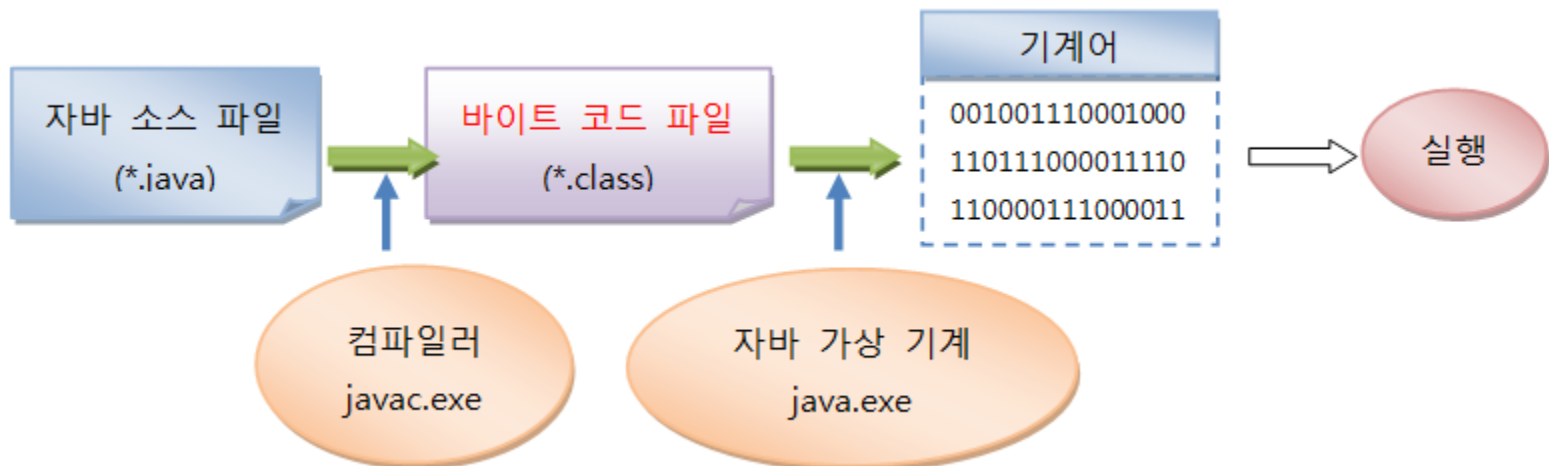 자바 소스 파일
(*.java)
바이트 코드 파일
(*.class)
기계어
001001110001000
110111000011110
110000111000011
실행
컴파일러
javac.exe
자바 가상 기계
java.exe